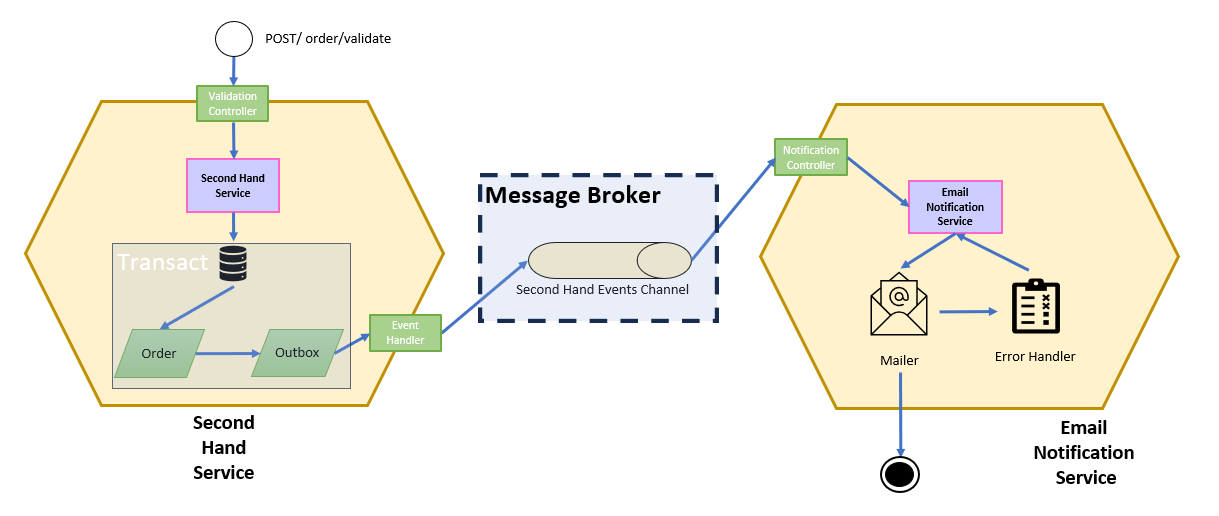 POST/ order/validate
Validation
Controller
Second Hand
Service
Transact
Order
Outbox
Event
Handler
Second
Hand
Service
Message Broker
Second Hand Events Channel
Notification
Controller
Email
Notification
Service
@
Mailer
Error Handler
Email
Notification
Service